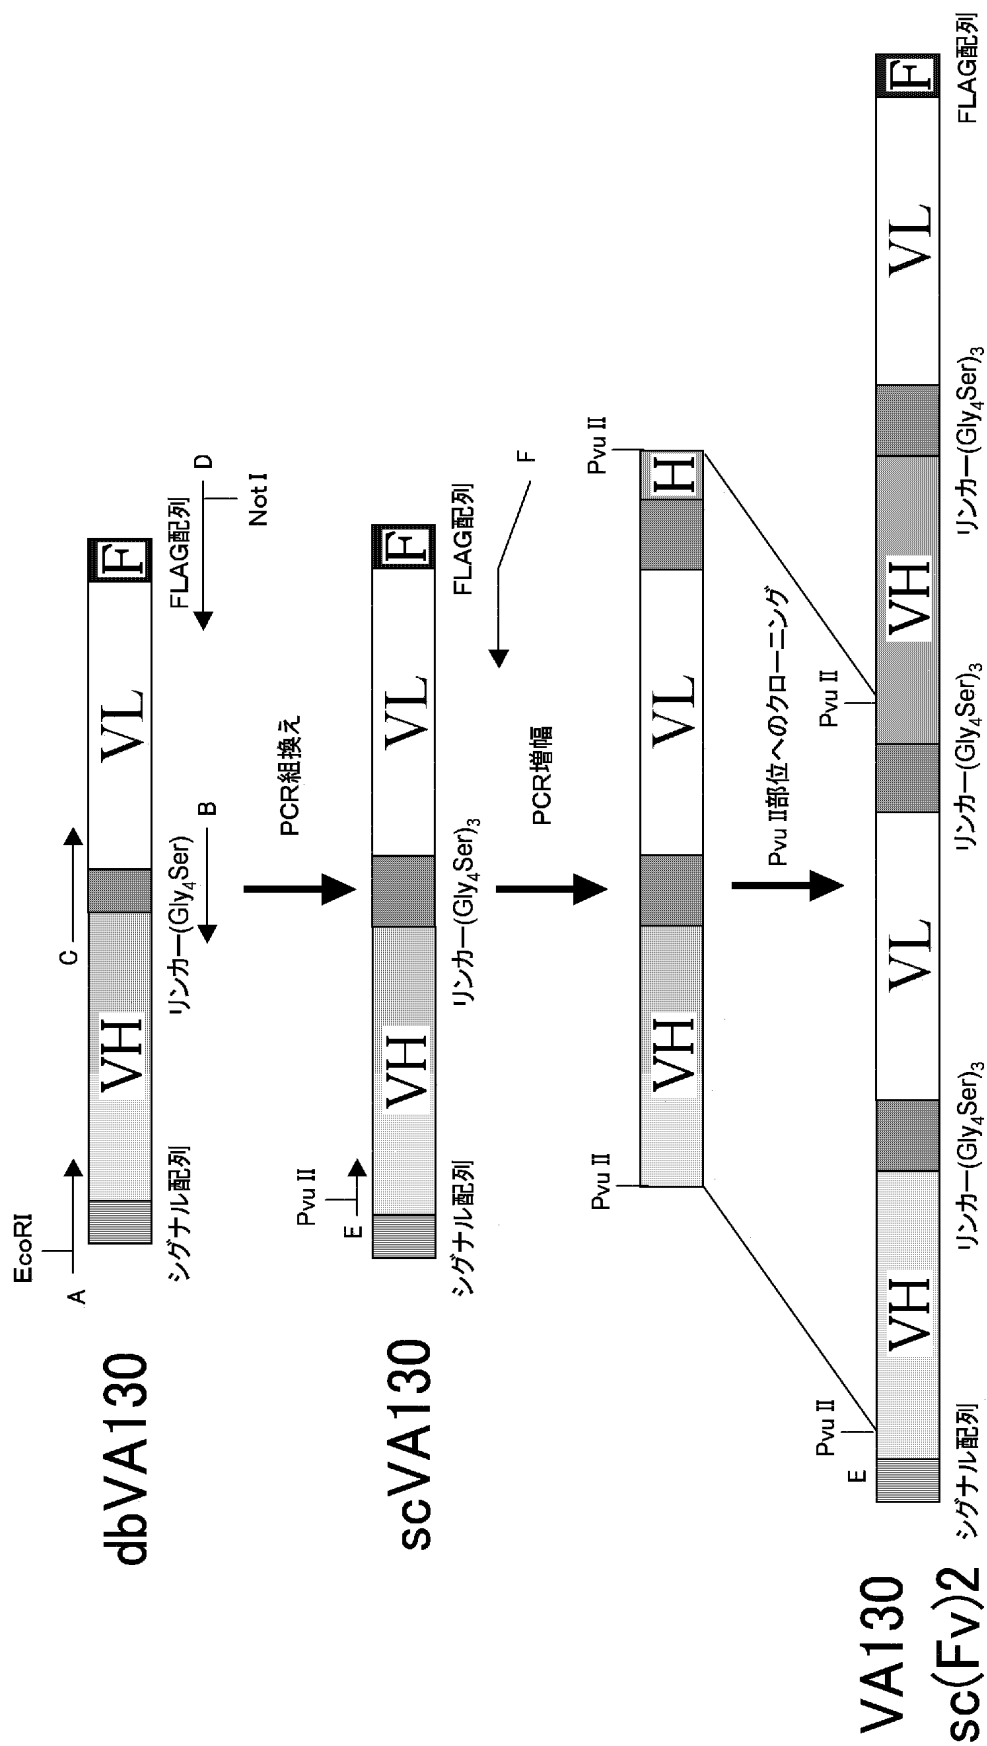 dbVA130
EcoRI
A
C
VH
VL
F
シグナル配列
リンカー(Gly4Ser)
B
FLAG配列
D
Not I
PCR組換え
scVA130
Pvu II
E
VH
VL
F
シグナル配列
リンカー(Gly4Ser)3
FLAG配列
F
PCR増幅
Pvu II
Pvu II
VH
VL
H
Pvu II部位へのクローニング
VA130
sc(Fv)2
E
Pvu II
Pvu II
VH
VL
VH
VL
F
シグナル配列
リンカー(Gly4Ser)3
リンカー(Gly4Ser)3
リンカー(Gly4Ser)3
FLAG配列